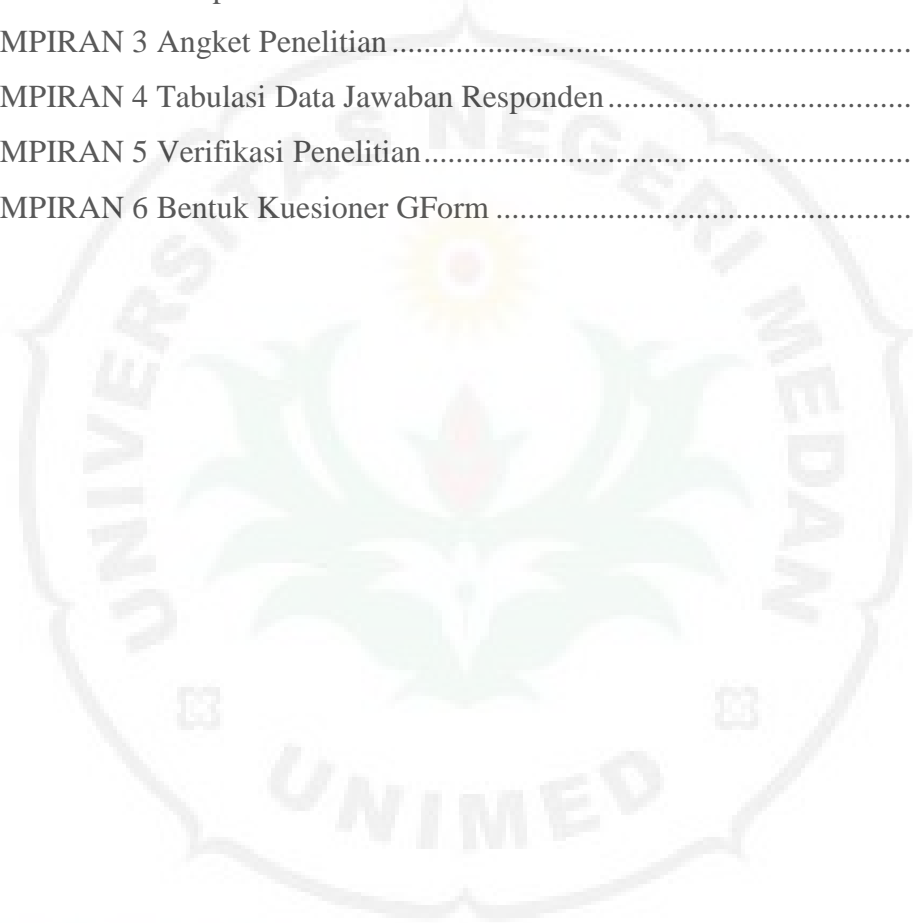 MPIRAN 3 Angket Penelitian ........................................................................
MPIRAN 4 Tabulasi Data Jawaban Responden ..........................................
MPIRAN 5 Verifikasi Penelitian ....................................................................
MPIRAN 6 Bentuk Kuesioner GForm ..........................................................
UNIVERSITAS NEGERI MEDAN
UNIMED